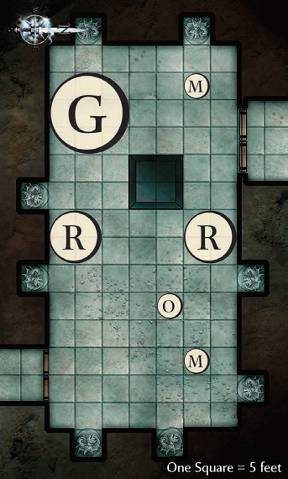 M
G
R R
O
M
One Square = 5 feet